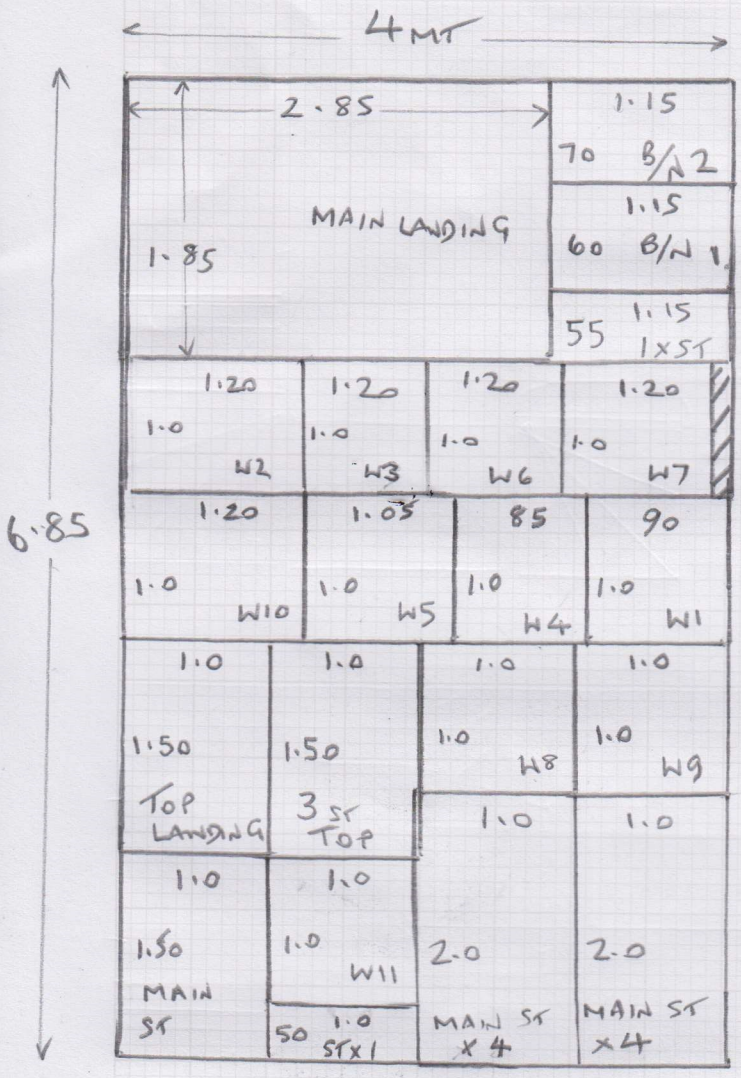 4 MT
2.85
1.15
70 B/N 2
MAIN LANDING
1.15
60 B/N 1
1.85
1.15
55 1XST
1.20
1.0
W2
1.20
1.0
W3
1.20
1.0
W6
1.20
1.0
W7
6.85
1.20
1.0
W10
1.05
1.0
W5
85
1.0
W4
90
1.0
W1
1.0
1.50
TOP
LANDING
1.0
1.50
3 ST
TOP
1.0
1.0
W8
1.0
1.0
W9
1.0
1.50
MAIN
ST
1.0
1.0
W11
50 1.0
STX1
1.0
2.0
MAIN ST
X 4
1.0
2.0
MAIN ST
X 4